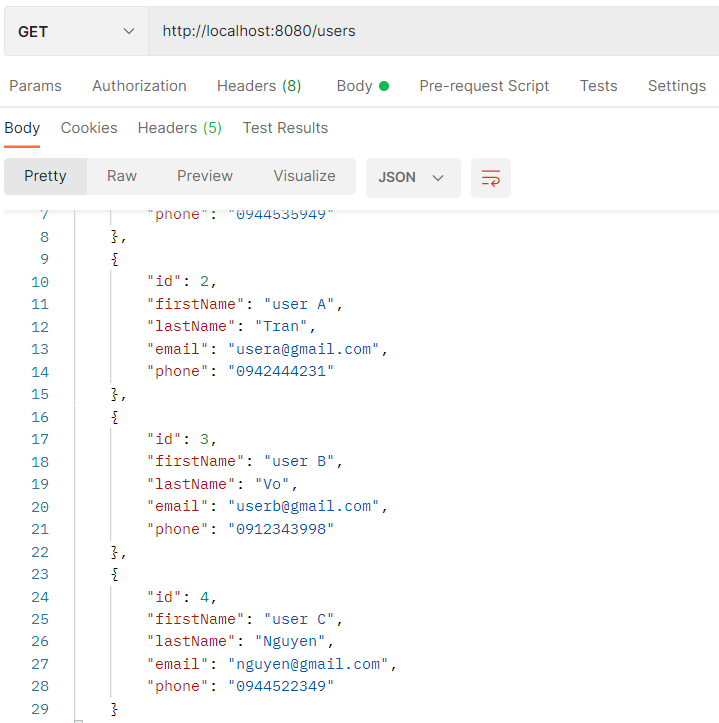 GET http://localhost:8080/users
Params Authorization Headers (8) Body Pre-request Script Tests Settings
Body Cookies Headers (5) Test Results
Pretty Raw Preview Visualize JSON
7 "phone": "0944535949"
8 },
9 {
10 "id": 2,
11 "firstName": "user A",
12 "lastName": "Tran",
13 "email": "usera@gmail.com",
14 "phone": "0942444231"
15 },
16 {
17 "id": 3,
18 "firstName": "user B",
19 "lastName": "Vo",
20 "email": "userb@gmail.com",
21 "phone": "0912343998"
22 },
23 {
24 "id": 4,
25 "firstName": "user C",
26 "lastName": "Nguyen",
27 "email": "nguyen@gmail.com",
28 "phone": "0944522349"
29 }